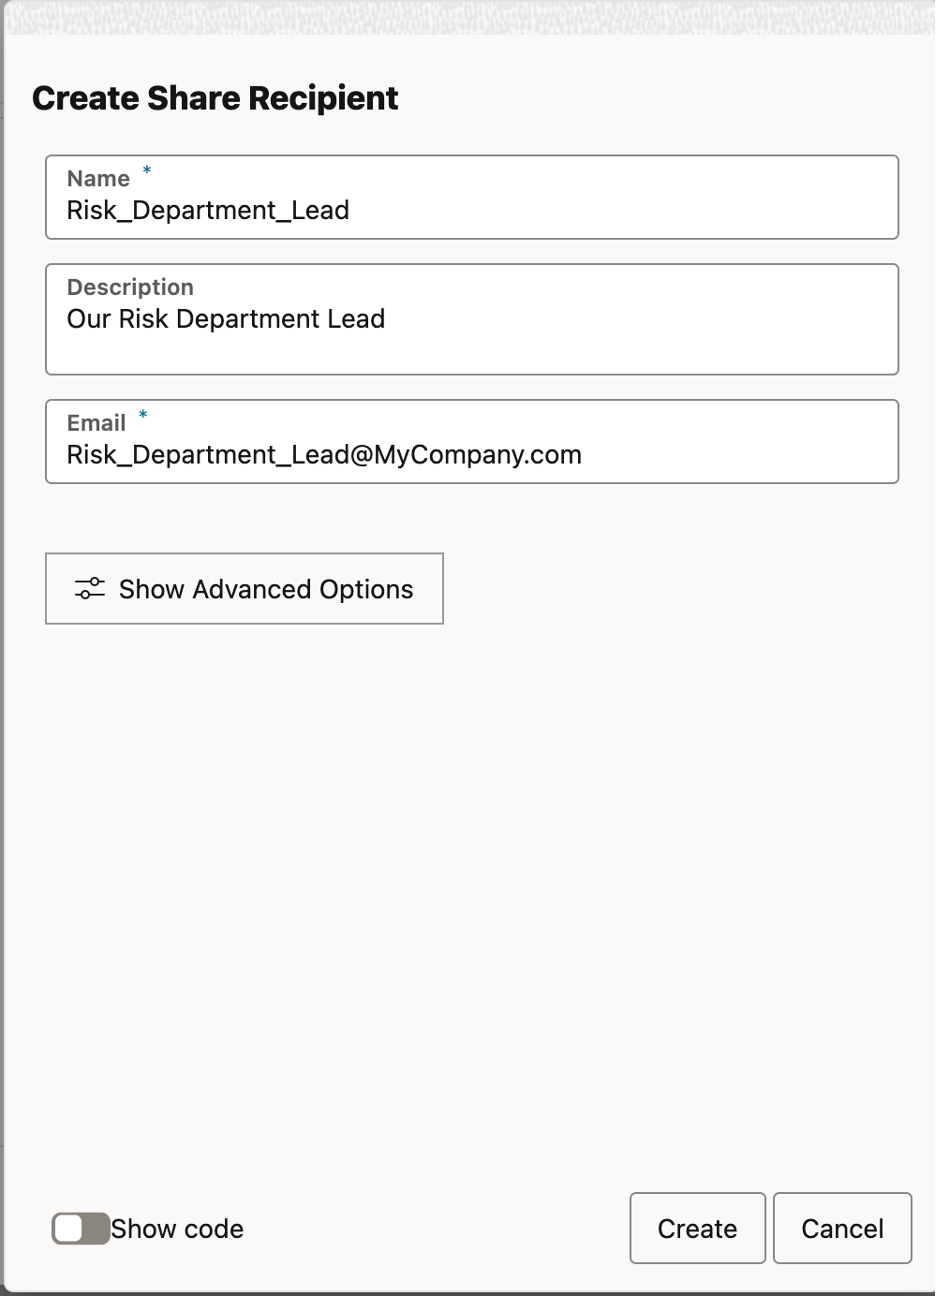 Create Share Recipient
Name *
Risk_Department_Lead
Description
Our Risk Department Lead
Email *
Risk_Department_Lead@MyCompany.com
Show Advanced Options
Show code
Create
Cancel